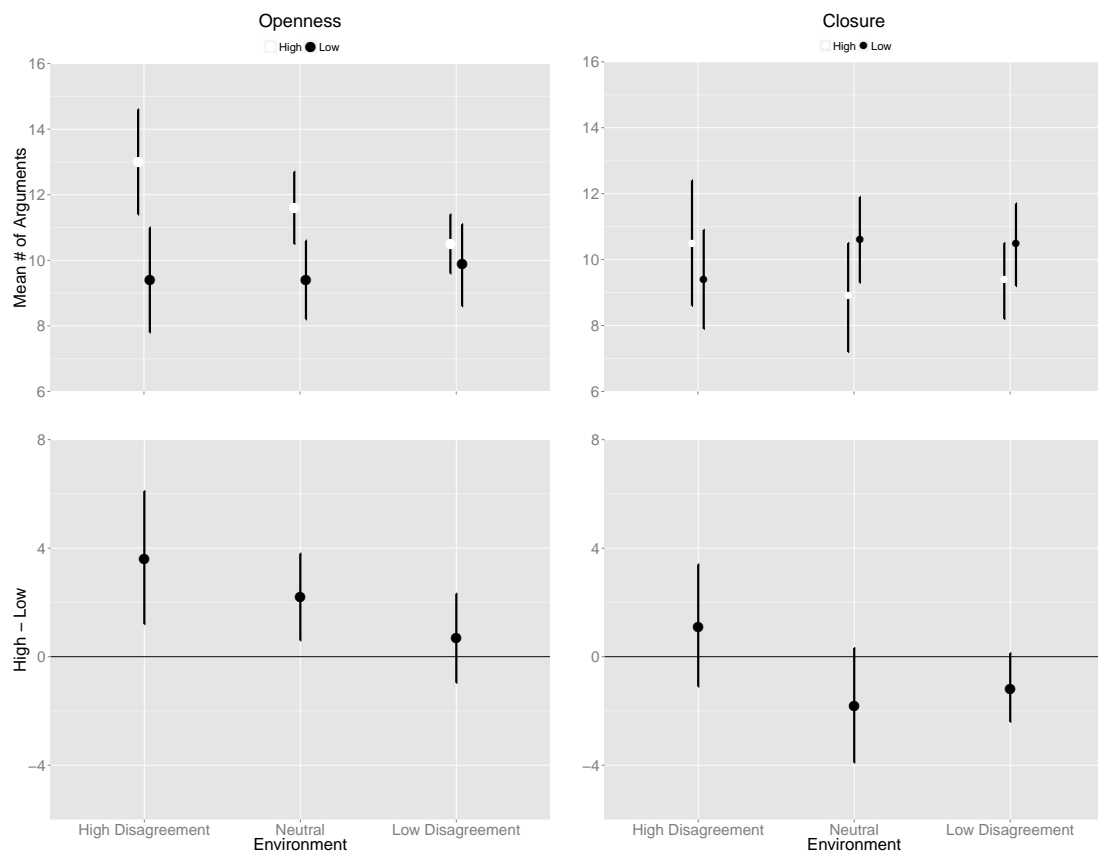 Openness
High Low
Mean # of Arguments
16
14
12
10
8
6
Closure
High Low
16
14
12
10
8
6
High − Low
8
4
0
−4
High Disagreement Neutral Low Disagreement
Environment
8
4
0
−4
High Disagreement Neutral Low Disagreement
Environment